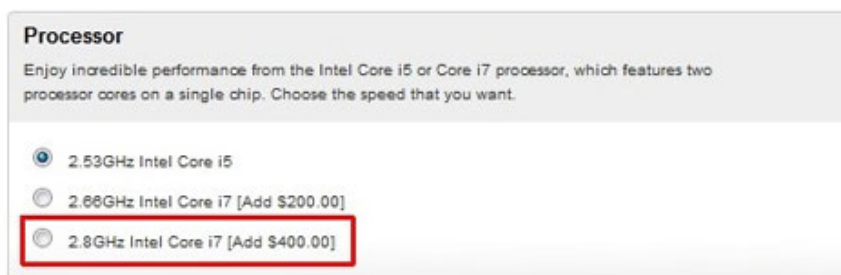 Processor
Enjoy incredible performance from the Intel Core i5 or Core i7 processor, which features two
processor cores on a single chip. Choose the speed that you want.
2.53GHz Intel Core i5
2.66GHz Intel Core i7 [Add $200.00]
2.8GHz Intel Core i7 [Add $400.00]